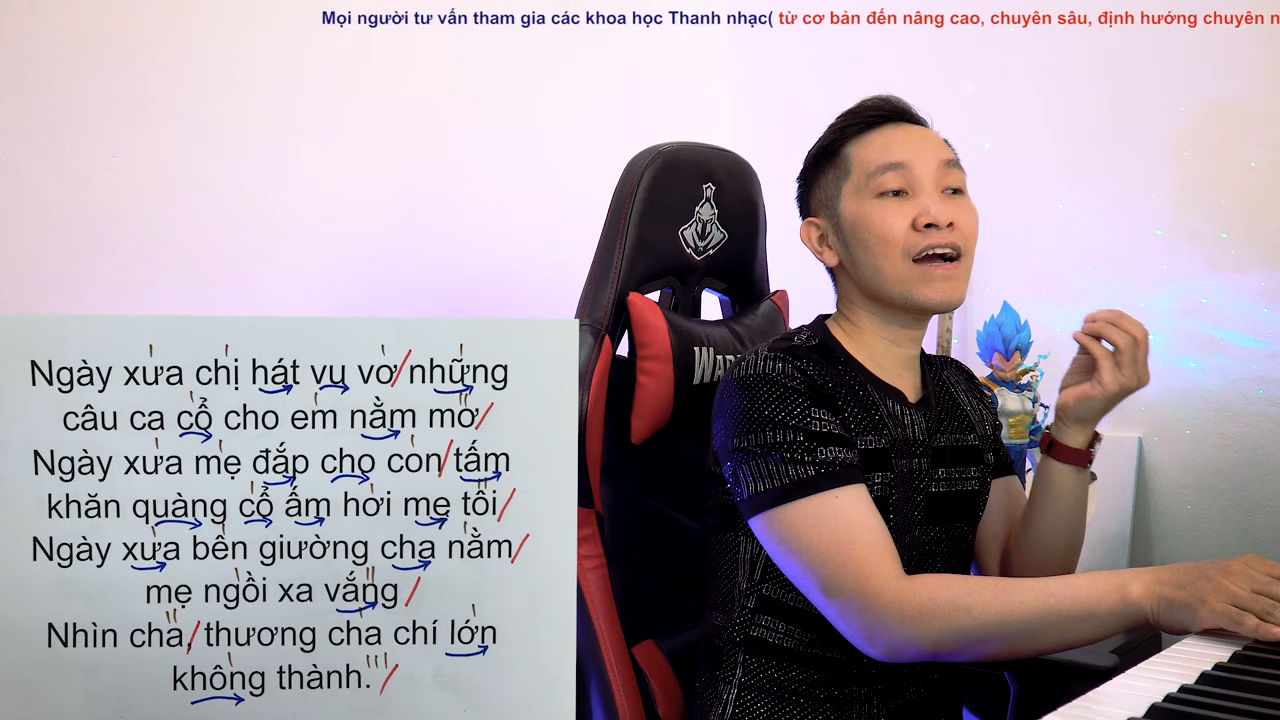 Mọi người tư vấn tham gia các khoa học Thanh nhạc( từ cơ bản đến nâng cao, chuyên sâu, định hướng chuyên n
Ngày xưa chị hát vu vơ những
câu ca cổ cho em nằm mơ
Ngày xưa mẹ đắp cho con tấm
khăn quàng cổ ấm hơi mẹ tôi
Ngày xưa bên giường cha nằm
mẹ ngồi xa vắng
Nhìn cha, thương cha chí lớn
không thành.